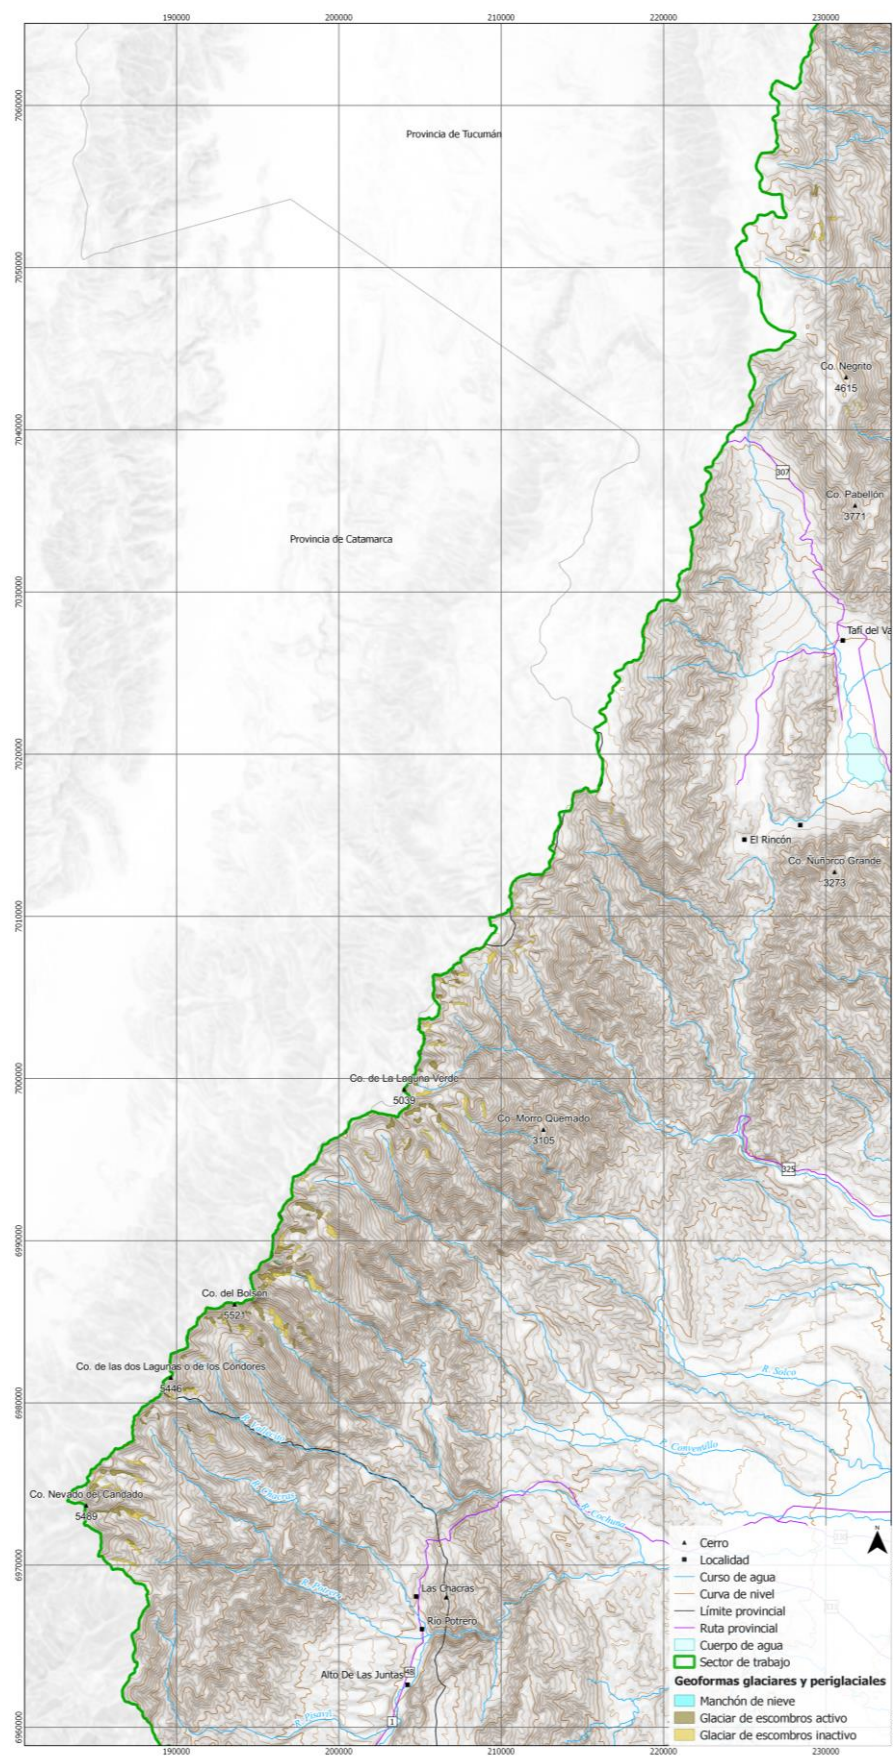 190000
200000
210000
220000
230000
7060000
Provincia de Tucumán
7050000
Co. Negrito
4615
7040000
307
Co. Pabellón
3771
Provincia de Catamarca
7030000
Tafí del Va
7020000
El Rincón
Co. Ñuñorco Grande
3273
7010000
7000000
Co. de La Laguna Verde
5039
Co. Morro Quemado
3105
325
6990000
Co. del Bolsón
5521
Co. de las dos Lagunas o de los Cóndores
5446
R. Solco
6980000
R. Conventillo
Co. Nevado del Candado
5489
R. Cochuna
6970000
R. Potrero
Las Chacras
Río Potrero
Alto De Las Juntas
48
1
6960000
N
Cerro
Localidad
Curso de agua
Curva de nivel
Límite provincial
Ruta provincial
Cuerpo de agua
Sector de trabajo
Geoformas glaciares y periglaciales
Manchón de nieve
Glaciar de escombros activo
Glaciar de escombros inactivo
190000
200000
210000
220000
230000